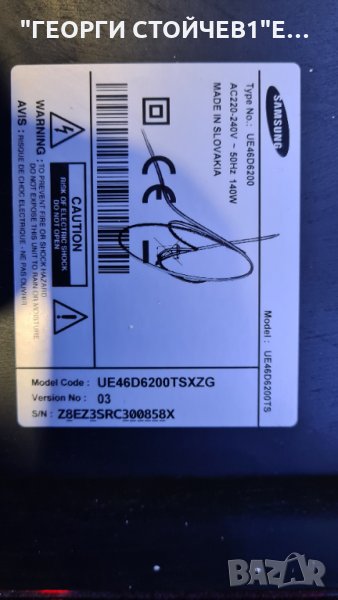 "ГЕОРГИ СТОЙЧЕВ1"Е...
SAMSUNG
Type No.: UE46D6200
AC220-240V ~ 50Hz 140W
MADE IN SLOVAKIA
Model : UE46D6200TS
CAUTION
RISK OF ELECTRIC SHOCK
DO NOT OPEN
WARNING : TO PREVENT FIRE OR SHOCK HAZARD,
DO NOT EXPOSE THIS UNIT TO RAIN OR MOISTURE
AVIS : RISQUE DE CHOC ELECTRIQUE - NE PAS OUVRIR
Model Code : UE46D6200TSXZG
Version No : 03
S/N : Z8EZ3SRC300858X
BAZAR
bg